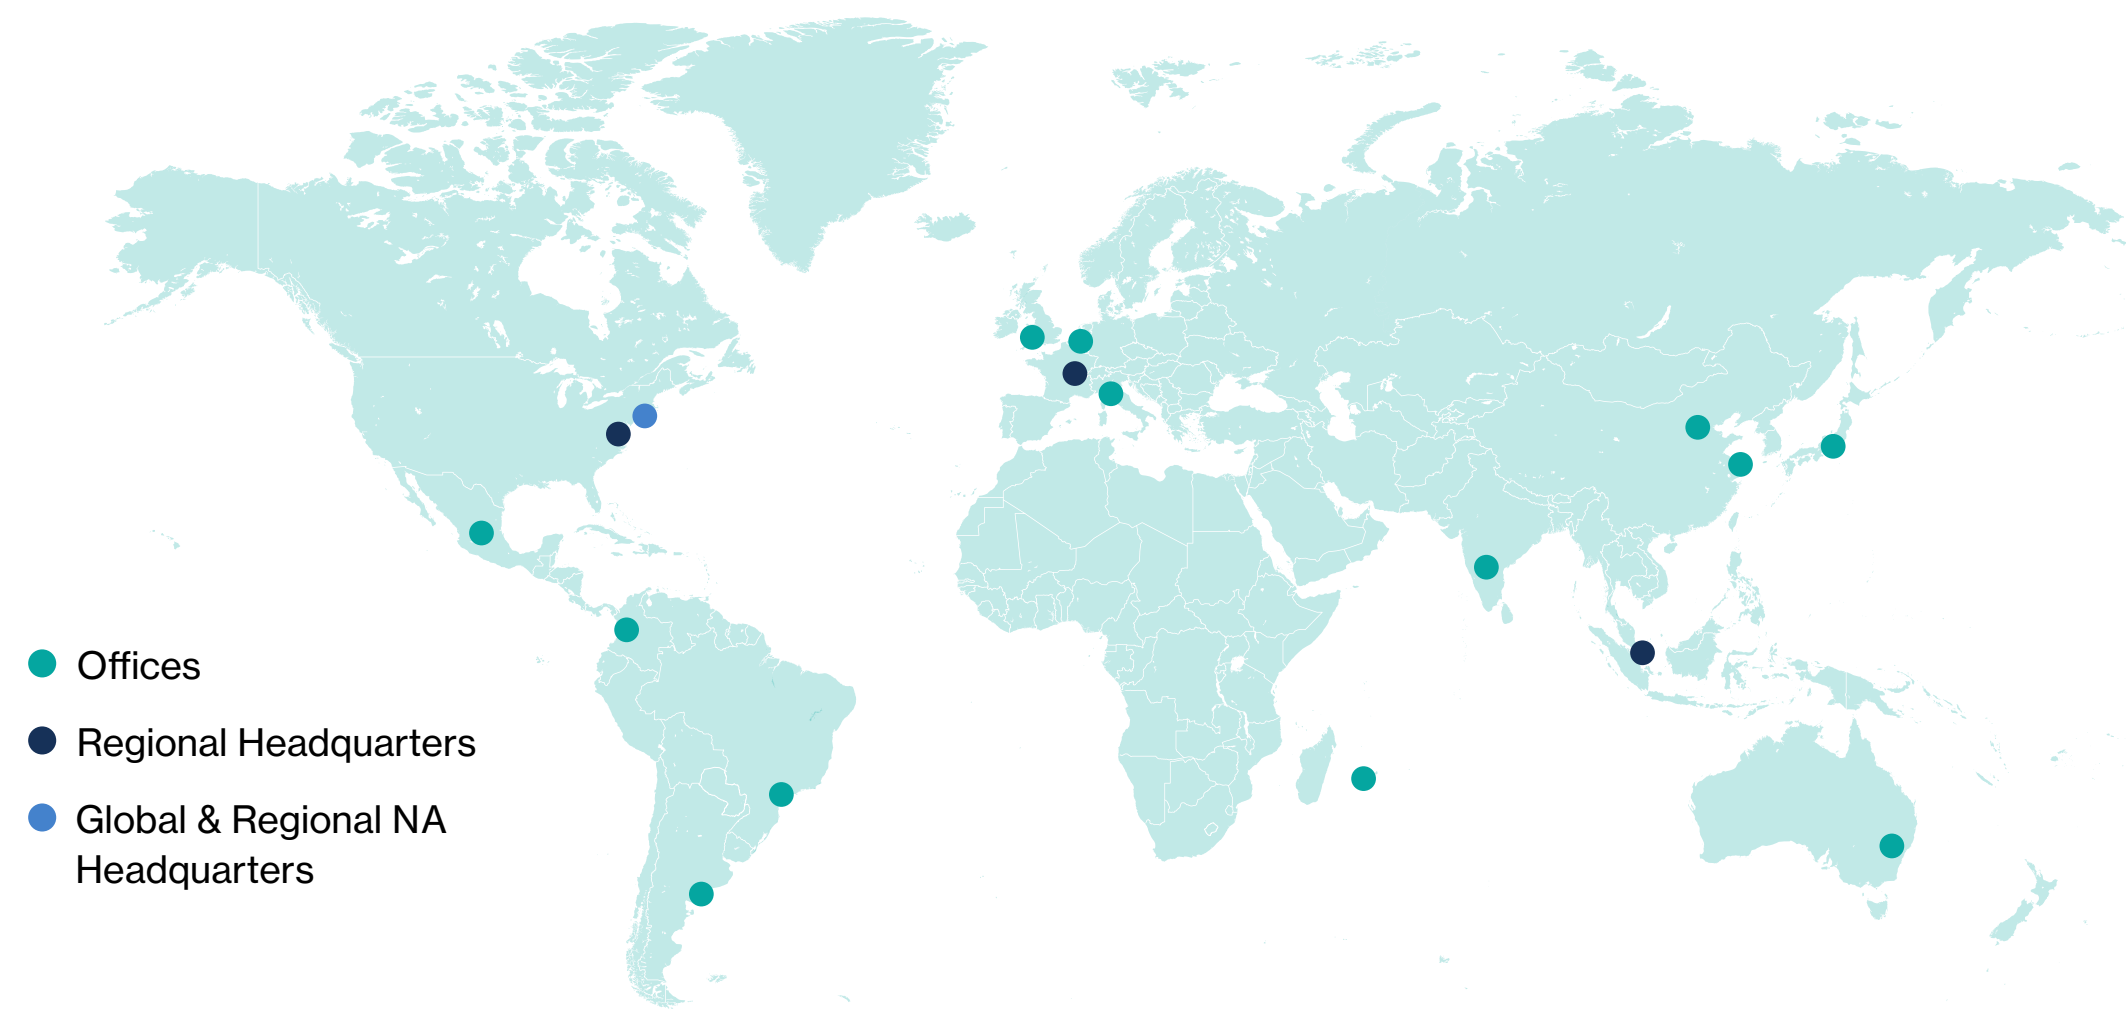 Offices
Regional Headquarters
Global & Regional NA
Headquarters